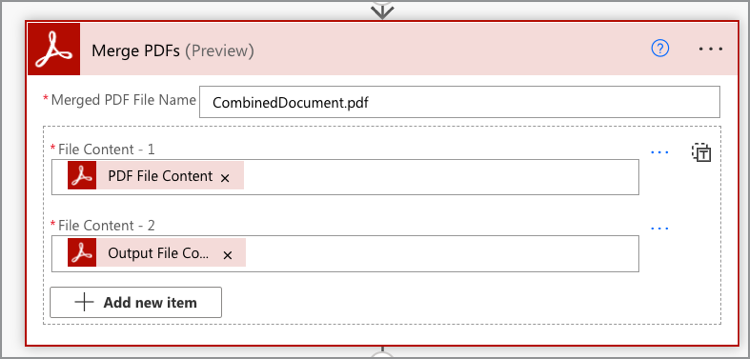 Merge PDFs (Preview)
* Merged PDF File Name CombinedDocument.pdf
* File Content - 1
PDF File Content ×
* File Content - 2
Output File Co... ×
+ Add new item